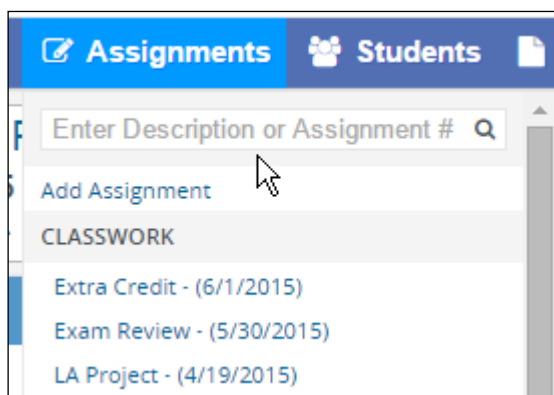 Assignments Students
Enter Description or Assignment #
Add Assignment
CLASSWORK
Extra Credit - (6/1/2015)
Exam Review - (5/30/2015)
LA Project - (4/19/2015)